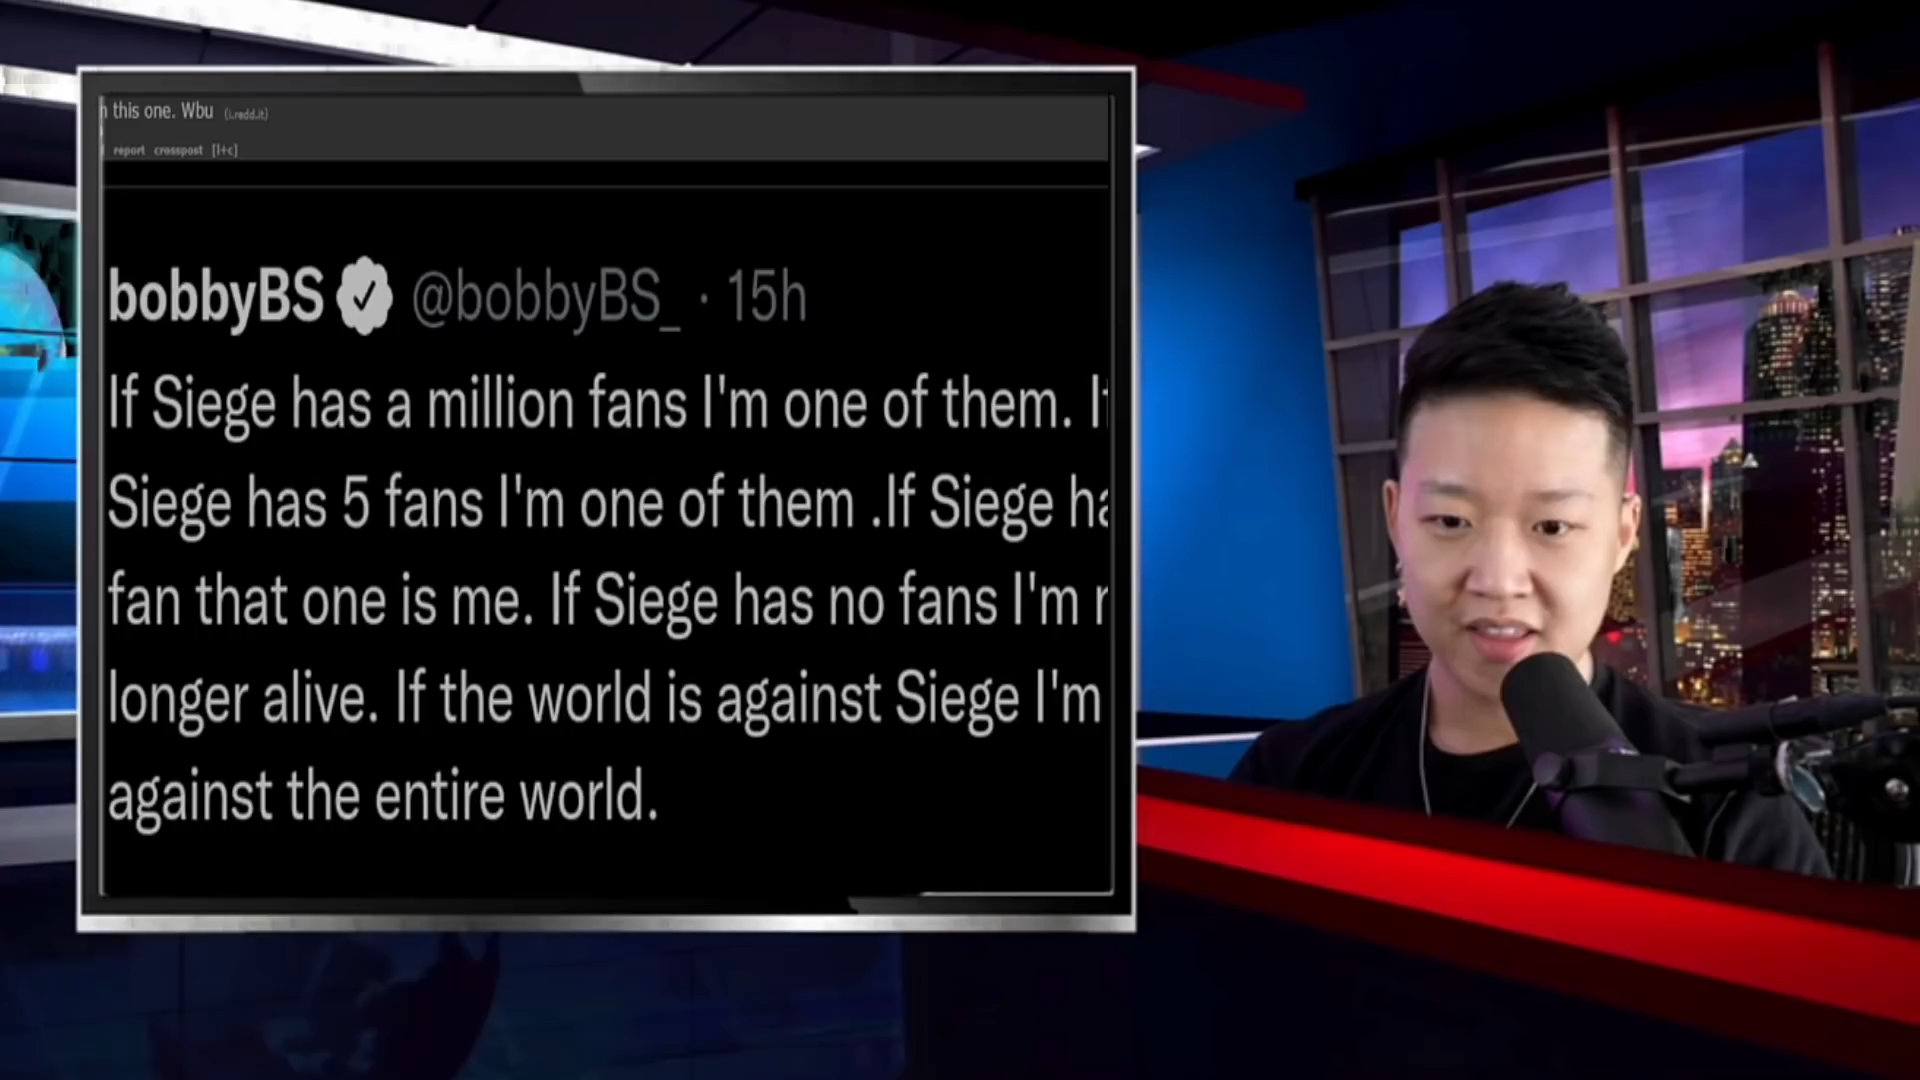 this one. Wbu (i.redd.it)
report crosspost [l+c]
bobbyBS @bobbyBS_ · 15h
If Siege has a million fans I'm one of them. If
Siege has 5 fans I'm one of them .If Siege ha
fan that one is me. If Siege has no fans I'm
longer alive. If the world is against Siege I'm
against the entire world.